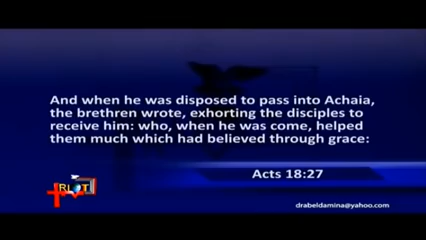 And when he was disposed to pass into Achaia,
the brethren wrote, exhorting the disciples to
receive him: who, when he was come, helped
them much which had believed through grace:
Acts 18:27
drabeldamina@yahoo.com